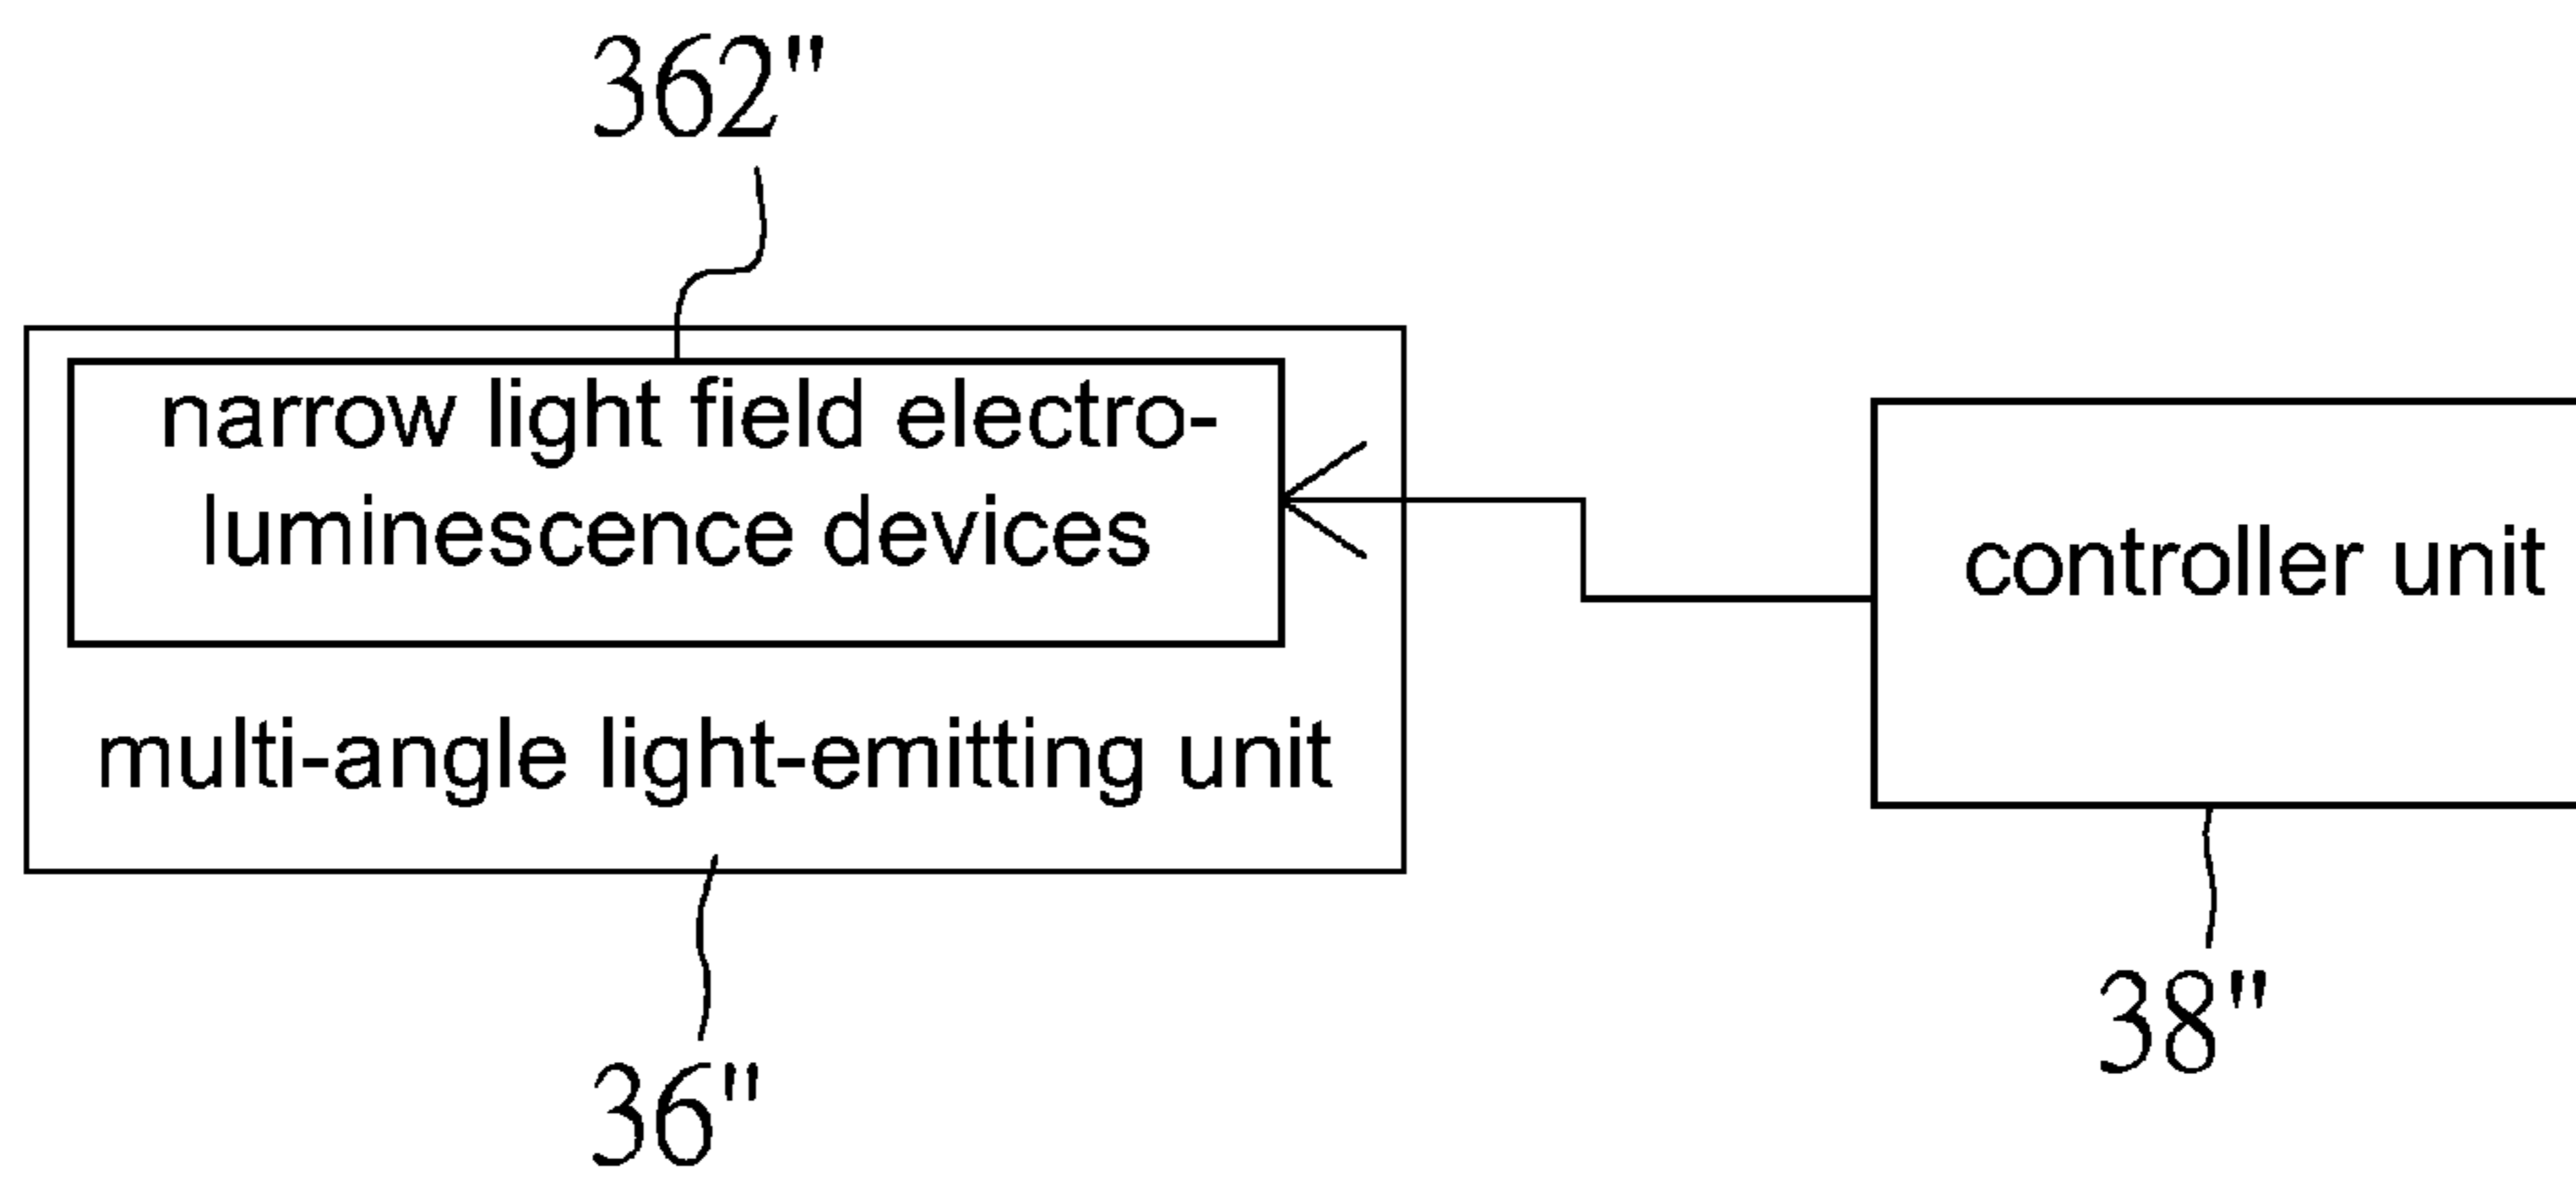 362"
narrow light field electro-
luminescence devices
controller unit
multi-angle light-emitting unit
38"
36"